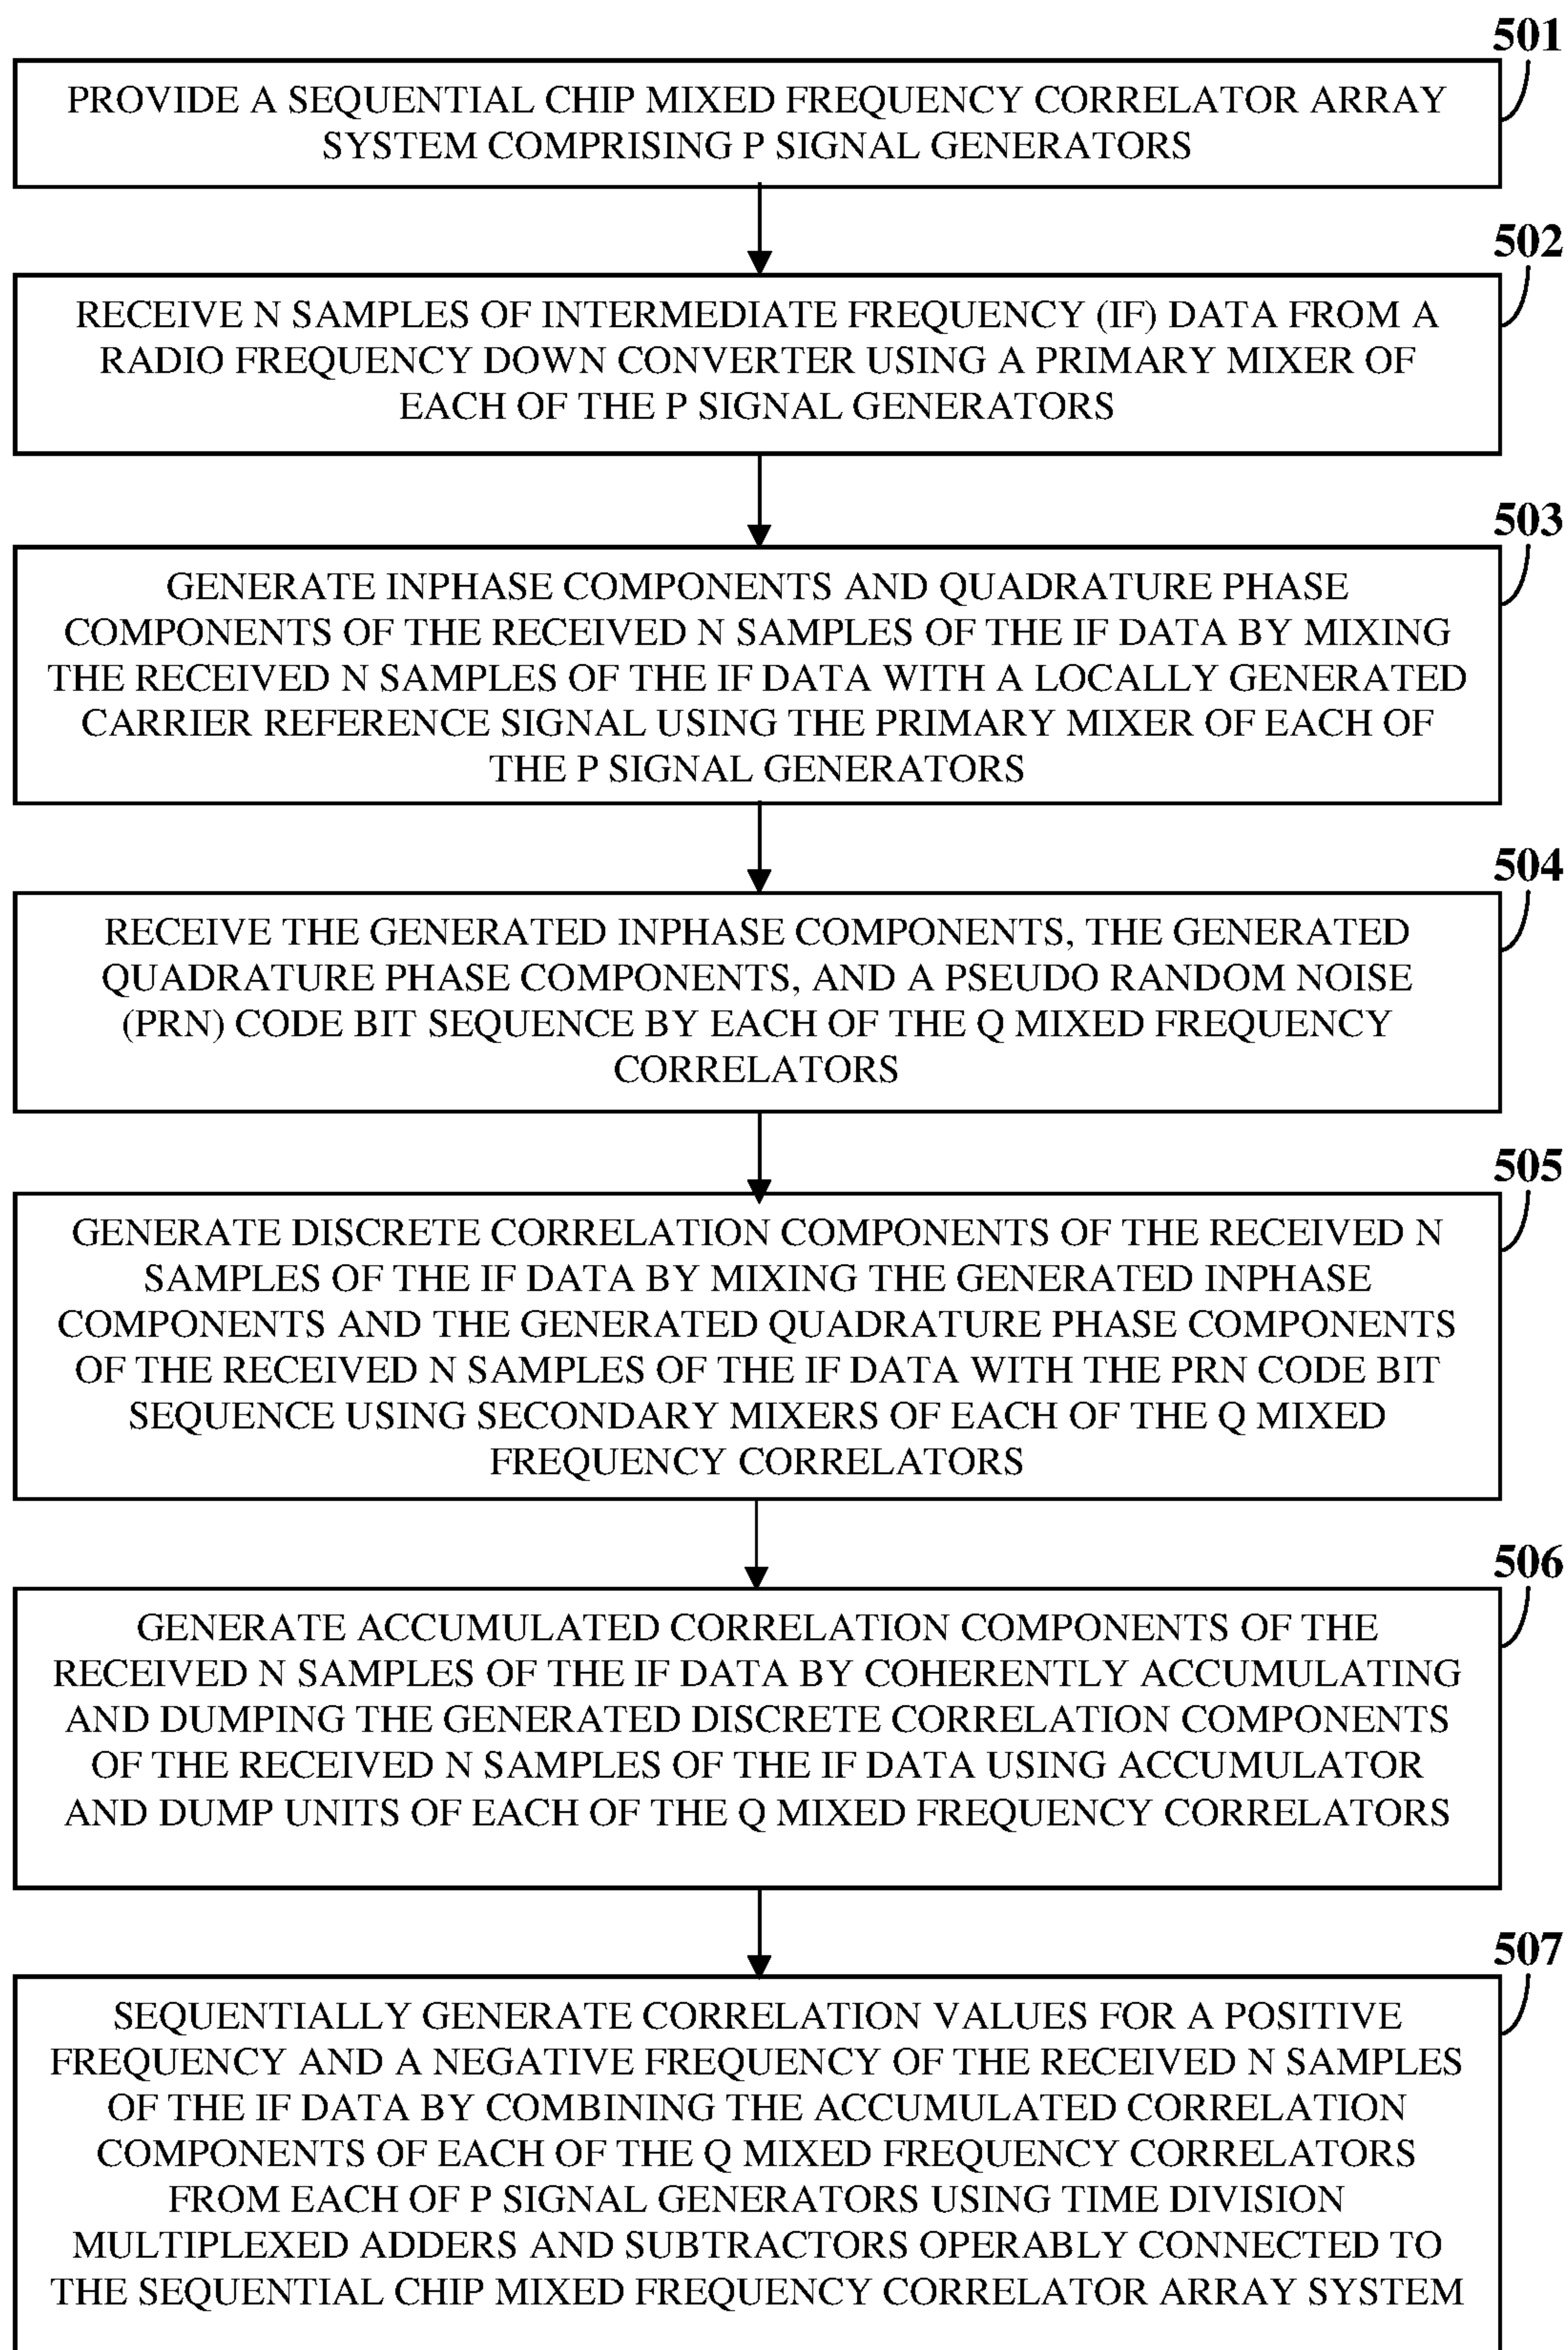 501
PROVIDE A SEQUENTIAL CHIP MIXED FREQUENCY CORRELATOR ARRAY
SYSTEM COMPRISING P SIGNAL GENERATORS
502
RECEIVE N SAMPLES OF INTERMEDIATE FREQUENCY (IF) DATA FROM A
RADIO FREQUENCY DOWN CONVERTER USING A PRIMARY MIXER OF
EACH OF THE P SIGNAL GENERATORS
503
GENERATE INPHASE COMPONENTS AND QUADRATURE PHASE
COMPONENTS OF THE RECEIVED N SAMPLES OF THE IF DATA BY MIXING
THE RECEIVED N SAMPLES OF THE IF DATA WITH A LOCALLY GENERATED
CARRIER REFERENCE SIGNAL USING THE PRIMARY MIXER OF EACH OF
THE P SIGNAL GENERATORS
504
RECEIVE THE GENERATED INPHASE COMPONENTS, THE GENERATED
QUADRATURE PHASE COMPONENTS, AND A PSEUDO RANDOM NOISE
(PRN) CODE BIT SEQUENCE BY EACH OF THE Q MIXED FREQUENCY
CORRELATORS
505
GENERATE DISCRETE CORRELATION COMPONENTS OF THE RECEIVED N
SAMPLES OF THE IF DATA BY MIXING THE GENERATED INPHASE
COMPONENTS AND THE GENERATED QUADRATURE PHASE COMPONENTS
OF THE RECEIVED N SAMPLES OF THE IF DATA WITH THE PRN CODE BIT
SEQUENCE USING SECONDARY MIXERS OF EACH OF THE Q MIXED
FREQUENCY CORRELATORS
506
GENERATE ACCUMULATED CORRELATION COMPONENTS OF THE
RECEIVED N SAMPLES OF THE IF DATA BY COHERENTLY ACCUMULATING
AND DUMPING THE GENERATED DISCRETE CORRELATION COMPONENTS
OF THE RECEIVED N SAMPLES OF THE IF DATA USING ACCUMULATOR
AND DUMP UNITS OF EACH OF THE Q MIXED FREQUENCY CORRELATORS
507
SEQUENTIALLY GENERATE CORRELATION VALUES FOR A POSITIVE
FREQUENCY AND A NEGATIVE FREQUENCY OF THE RECEIVED N SAMPLES
OF THE IF DATA BY COMBINING THE ACCUMULATED CORRELATION
COMPONENTS OF EACH OF THE Q MIXED FREQUENCY CORRELATORS
FROM EACH OF P SIGNAL GENERATORS USING TIME DIVISION
MULTIPLEXED ADDERS AND SUBTRACTORS OPERABLY CONNECTED TO
THE SEQUENTIAL CHIP MIXED FREQUENCY CORRELATOR ARRAY SYSTEM